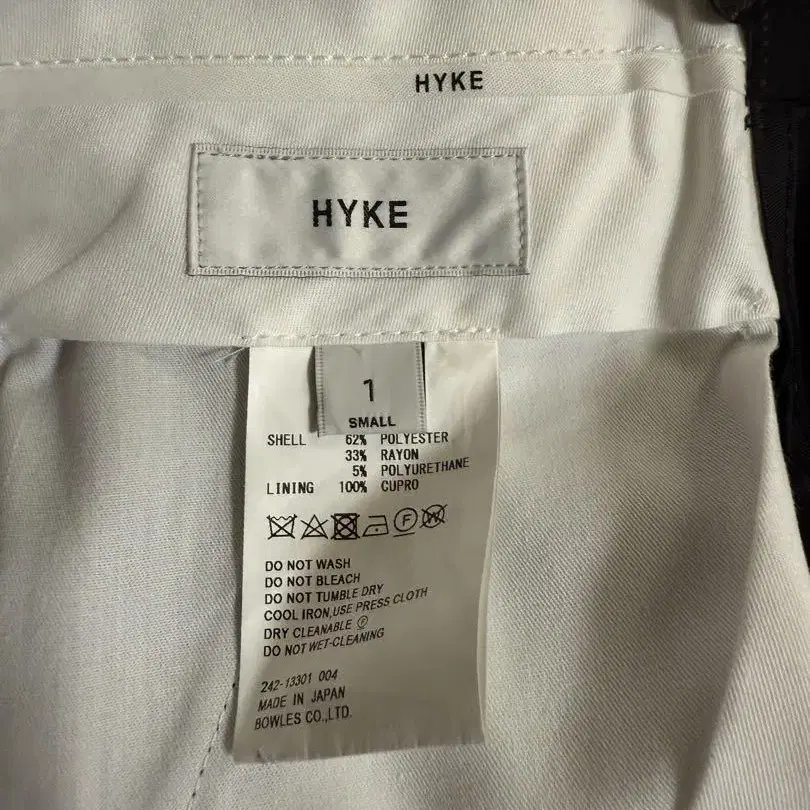 HYKE
HYKE
1
SMALL
SHELL 62% POLYESTER
33% RAYON
5% POLYURETHANE
LINING 100% CUPRO
F W
DO NOT WASH
DO NOT BLEACH
DO NOT TUMBLE DRY
COOL IRON,USE PRESS CLOTH
DRY CLEANABLE Ⓕ
DO NOT WET-CLEANING
242-13301 004
MADE IN JAPAN
BOWLES CO.,LTD.